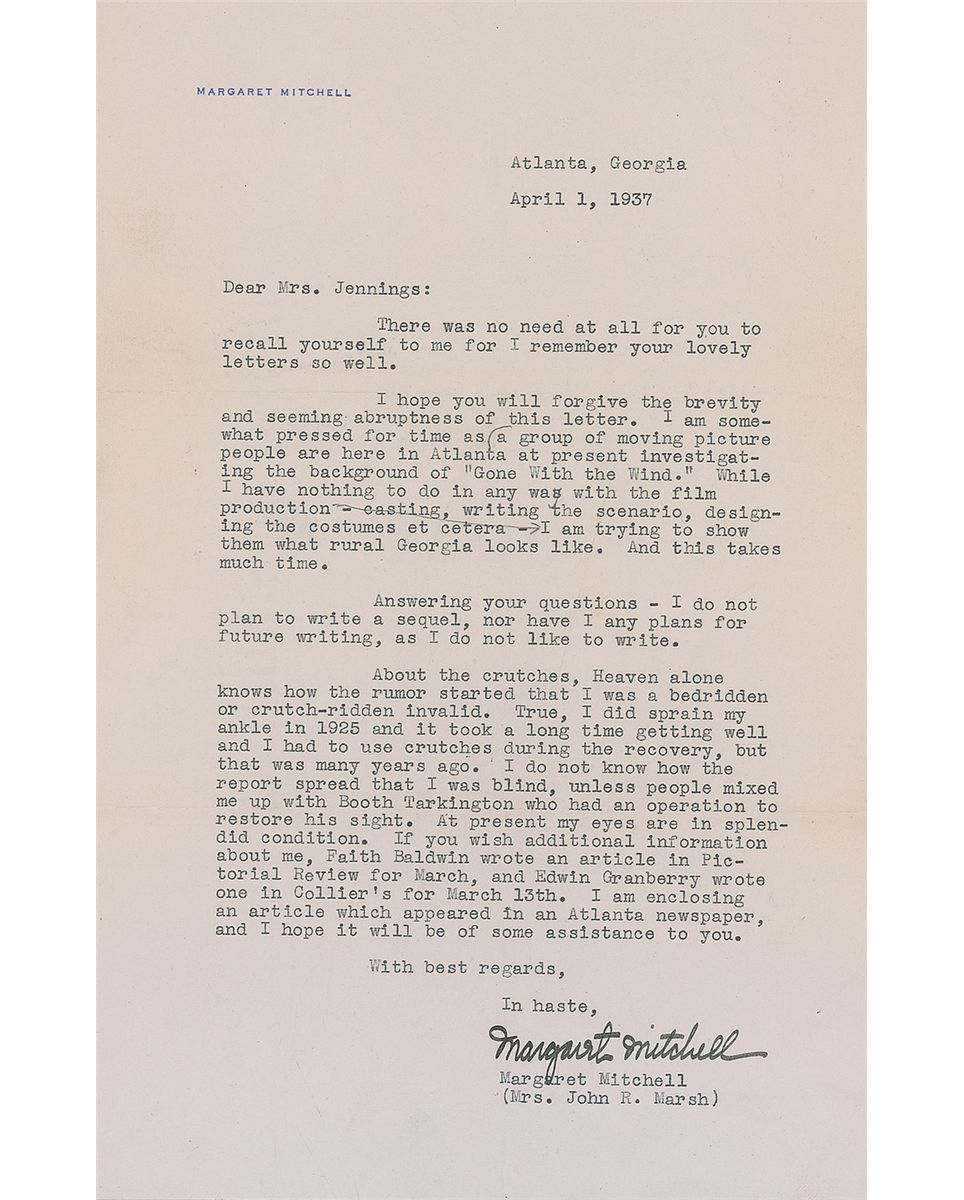 MARGARET MITCHELL
Atlanta, Georgia
April 1, 1937
Dear Mrs. Jennings:
There was no need at all for you to
recall yourself to me for I remember your lovely
letters so well.
I hope you will forgive the brevity
and seeming abruptness of this letter. I am some-
what pressed for time as a group of moving picture
people are here in Atlanta at present investigat-
ing the background of "Gone With the Wind." While
I have nothing to do in any way with the film
production - casting, writing the scenario, design-
ing the costumes et cetera - I am trying to show
them what rural Georgia looks like. And this takes
much time.
Answering your questions - I do not
plan to write a sequel, nor have I any plans for
future writing, as I do not like to write.
About the crutches, Heaven alone
knows how the rumor started that I was a bedridden
or crutch-ridden invalid. True, I did sprain my
ankle in 1925 and it took a long time getting well
and I had to use crutches during the recovery, but
that was many years ago. I do not know how the
report spread that I was blind, unless people mixed
me up with Booth Tarkington who had an operation to
restore his sight. At present my eyes are in splen-
did condition. If you wish additional information
about me, Faith Baldwin wrote an article in Pic-
torial Review for March, and Edwin Granberry wrote
one in Collier's for March 13th. I am enclosing
an article which appeared in an Atlanta newspaper,
and I hope it will be of some assistance to you.
With best regards,
In haste,
Margaret Mitchell
Margaret Mitchell
(Mrs. John R. Marsh)